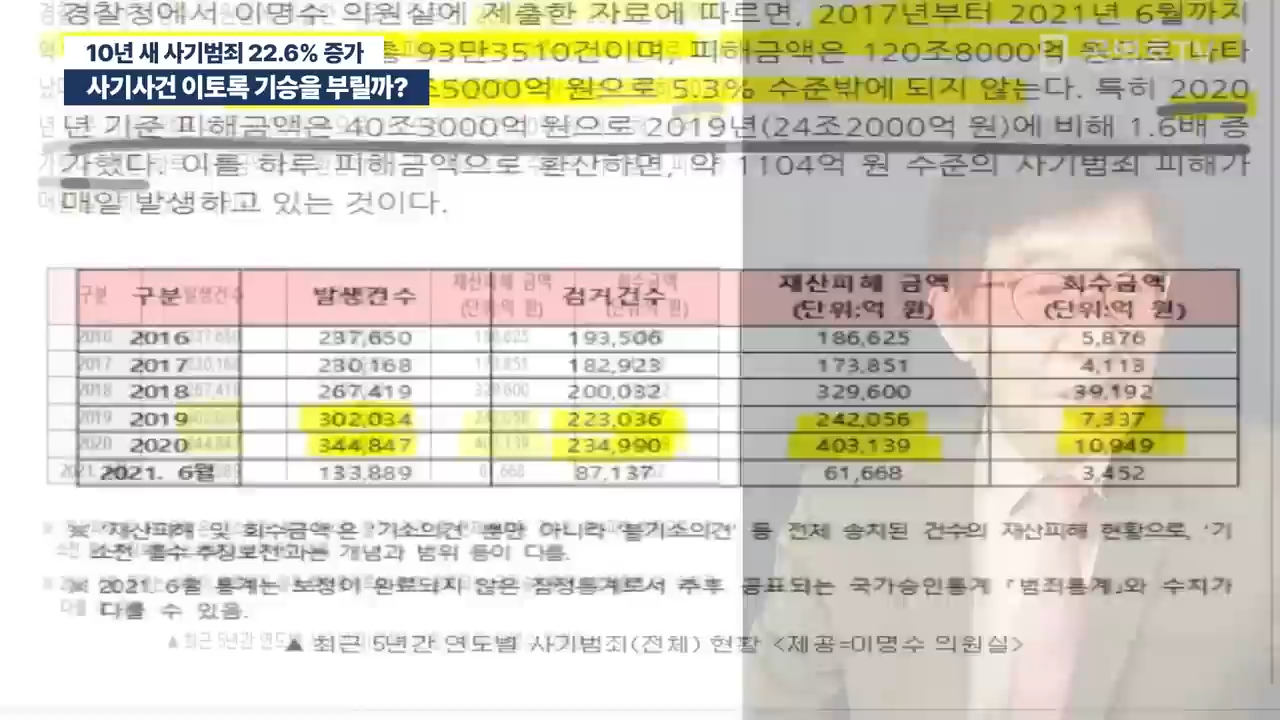 경찰청에서 이명수 의원실에 제출한 자료에 따르면, 2017년부터 2021년 6월까지
10년 새 사기범죄 22.6% 증가
93만3510건이며, 피해금액은 120조8000억
사기사건 이토록 기승을 부릴까?
5000억 원으로 5.3% 수준밖에 되지 않는다. 특히 2020
년 기준 피해금액은 40조3000억 원으로 2019년(24조2000억 원)에 비해 1.6배 증
가했다. 이를 하루 피해금액으로 환산하면, 약 1104억 원 수준의 사기범죄 피해가
매일 발생하고 있는 것이다.
구분 발생건수 검거건수 재산피해 금액 (단위:억 원) 회수금액 (단위:억 원)
2016 237,650 193,506 186,625 5,876
2017 230,168 182,923 173,851 4,113
2018 267,419 200,032 329,600 39,192
2019 302,034 223,036 242,056 7,337
2020 344,847 234,990 403,139 10,949
2021. 6월 133,889 87,137 61,668 3,452
※ '재산피해 및 회수금액'은 '기소의견' 뿐만 아니라 '불기소의견' 등 전체 송치된 건수의 재산피해 현황으로, '기
소전 몰수 추징보전'과는 개념과 범위 등이 다름.
※ 2021. 6월 통계는 보정이 완료되지 않은 잠정통계로서 추후 공표되는 국가승인통계 「범죄통계」와 수치가
다를 수 있음.
▲ 최근 5년간 연도별 사기범죄(전체) 현황 <제공=이명수 의원실>